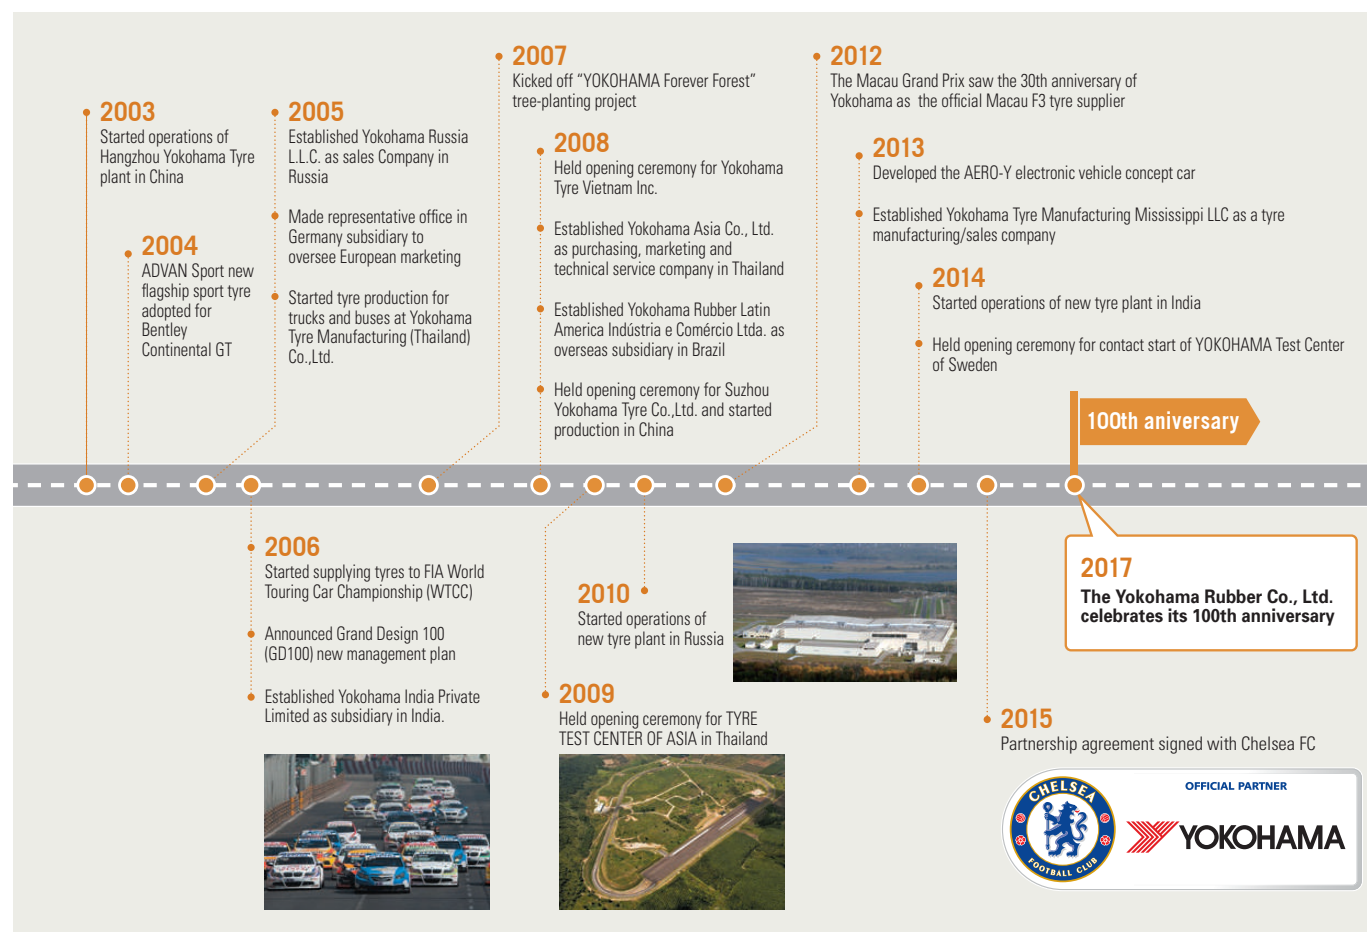 2003
Started operations of
Hangzhou Yokohama Tyre
plant in China
2004
ADVAN Sport new
flagship sport tyre
adopted for
Bentley
Continental GT
2005
Established Yokohama Russia
L.L.C. as sales Company in
Russia
Made representative office in
Germany subsidiary to
oversee European marketing
Started tyre production for
trucks and buses at Yokohama
Tyre Manufacturing (Thailand)
Co.,Ltd.
2006
Started supplying tyres to FIA World
Touring Car Championship (WTCC)
Announced Grand Design 100
(GD100) new management plan
Established Yokohama India Private
Limited as subsidiary in India.
2007
Kicked off “YOKOHAMA Forever Forest”
tree-planting project
2008
Held opening ceremony for Yokohama
Tyre Vietnam Inc.
Established Yokohama Asia Co., Ltd.
as purchasing, marketing and
technical service company in Thailand
Established Yokohama Rubber Latin
America Indústria e Comércio Ltda. as
overseas subsidiary in Brazil
Held opening ceremony for Suzhou
Yokohama Tyre Co.,Ltd. and started
production in China
2009
Held opening ceremony for TYRE
TEST CENTER OF ASIA in Thailand
2010
Started operations of
new tyre plant in Russia
2012
The Macau Grand Prix saw the 30th anniversary of
Yokohama as the official Macau F3 tyre supplier
2013
Developed the AERO-Y electronic vehicle concept car
Established Yokohama Tyre Manufacturing Mississippi LLC as a tyre
manufacturing/sales company
2014
Started operations of new tyre plant in India
Held opening ceremony for contact start of YOKOHAMA Test Center
of Sweden
2015
Partnership agreement signed with Chelsea FC
CHELSEA
FOOTBALL CLUB
OFFICIAL PARTNER
YOKOHAMA
100th aniversary
2017
The Yokohama Rubber Co., Ltd.
celebrates its 100th anniversary